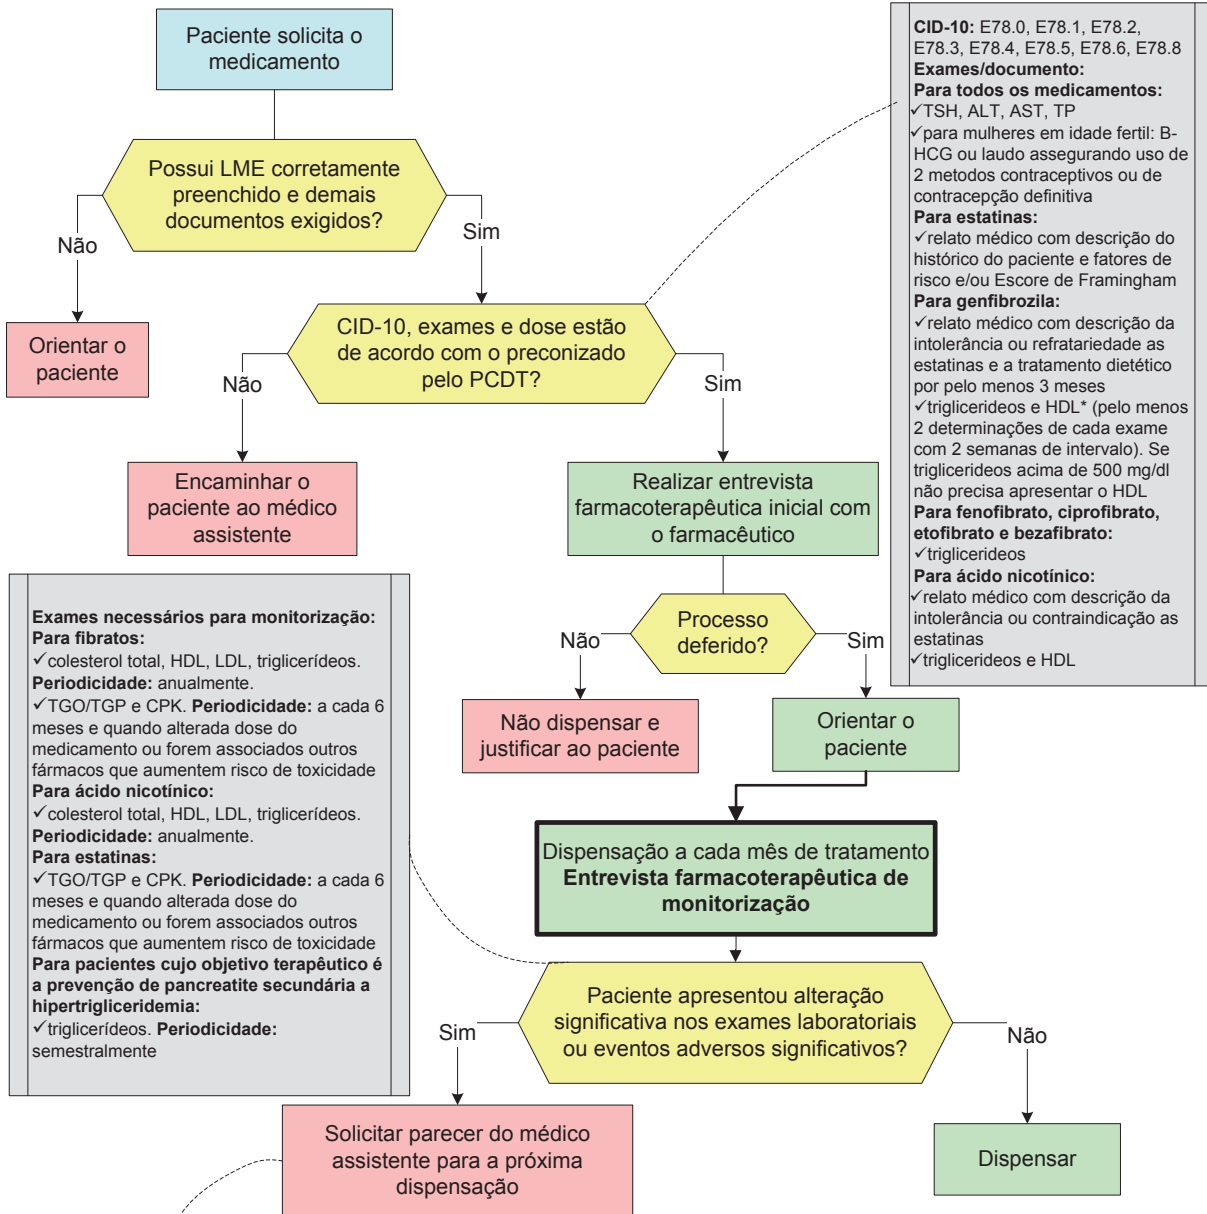 Paciente solicita o
medicamento
Possui LME corretamente
preenchido e demais
documentos exigidos?
Não
Sim
Orientar o
paciente
CID-10, exames e dose estão
de acordo com o preconizado
pelo PCDT?
Não
Sim
Encaminhar o
paciente ao médico
assistente
Realizar entrevista
farmacoterapêutica inicial com
o farmacêutico
Processo
deferido?
Não
Sim
Não dispensar e
justificar ao paciente
Orientar o
paciente
Dispensação a cada mês de tratamento
Entrevista farmacoterapêutica de
monitorização
Paciente apresentou alteração
significativa nos exames laboratoriais
ou eventos adversos significativos?
Sim
Não
Solicitar parecer do médico
assistente para a próxima
dispensação
Dispensar
CID-10: E78.0, E78.1, E78.2,
E78.3, E78.4, E78.5, E78.6, E78.8
Exames/documento:
Para todos os medicamentos:
✓TSH, ALT, AST, TP
✓para mulheres em idade fertil: B-
HCG ou laudo assegurando uso de
2 metodos contraceptivos ou de
contracepção definitiva
Para estatinas:
✓relato médico com descrição do
histórico do paciente e fatores de
risco e/ou Escore de Framingham
Para genfibrozila:
✓relato médico com descrição da
intolerância ou refratariedade as
estatinas e a tratamento dietético
por pelo menos 3 meses
✓triglicerideos e HDL* (pelo menos
2 determinações de cada exame
com 2 semanas de intervalo). Se
triglicerideos acima de 500 mg/dl
não precisa apresentar o HDL
Para fenofibrato, ciprofibrato,
etofibrato e bezafibrato:
✓triglicerideos
Para ácido nicotínico:
✓relato médico com descrição da
intolerância ou contraindicação as
estatinas
✓triglicerideos e HDL
Exames necessários para monitorização:
Para fibratos:
✓colesterol total, HDL, LDL, triglicerídeos.
Periodicidade: anualmente.
✓TGO/TGP e CPK. Periodicidade: a cada 6
meses e quando alterada dose do
medicamento ou forem associados outros
fármacos que aumentem risco de toxicidade
Para ácido nicotínico:
✓colesterol total, HDL, LDL, triglicerídeos.
Periodicidade: anualmente.
Para estatinas:
✓TGO/TGP e CPK. Periodicidade: a cada 6
meses e quando alterada dose do
medicamento ou forem associados outros
fármacos que aumentem risco de toxicidade
Para pacientes cujo objetivo terapêutico é
a prevenção de pancreatite secundária a
hipertrigliceridemia:
✓triglicerídeos. Periodicidade:
semestralmente